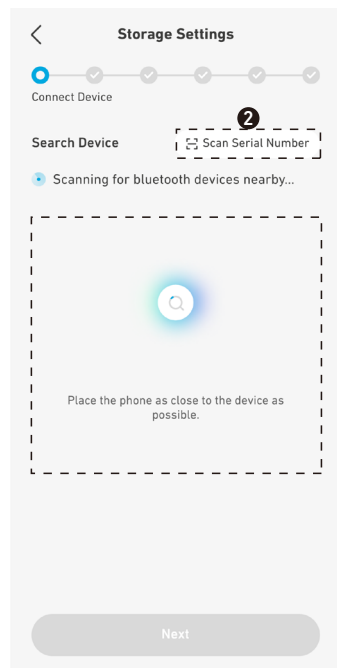 Storage Settings
Connect Device
2
Search Device
Scan Serial Number
Scanning for bluetooth devices nearby...
Place the phone as close to the device as
possible.
Next